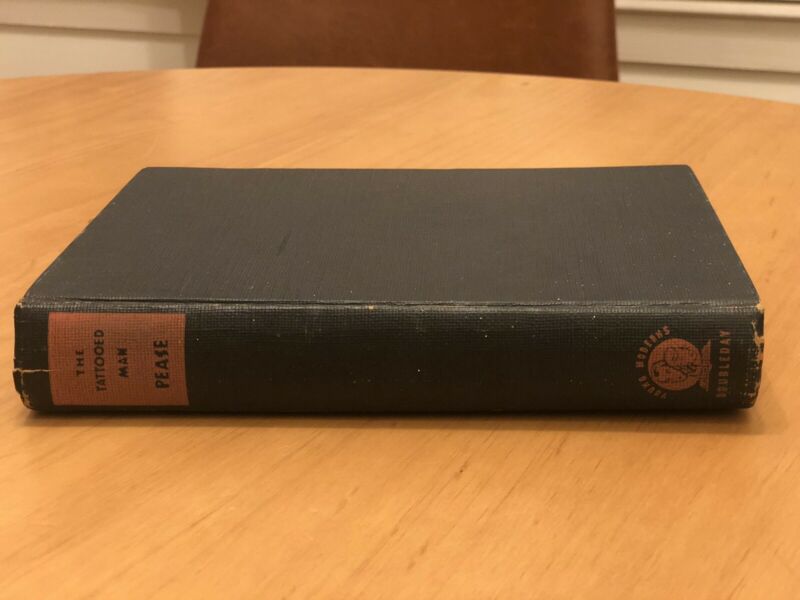 THE
TATTOOED
MAN
PEASE
YOUNG MODERNS
DOUBLEDAY